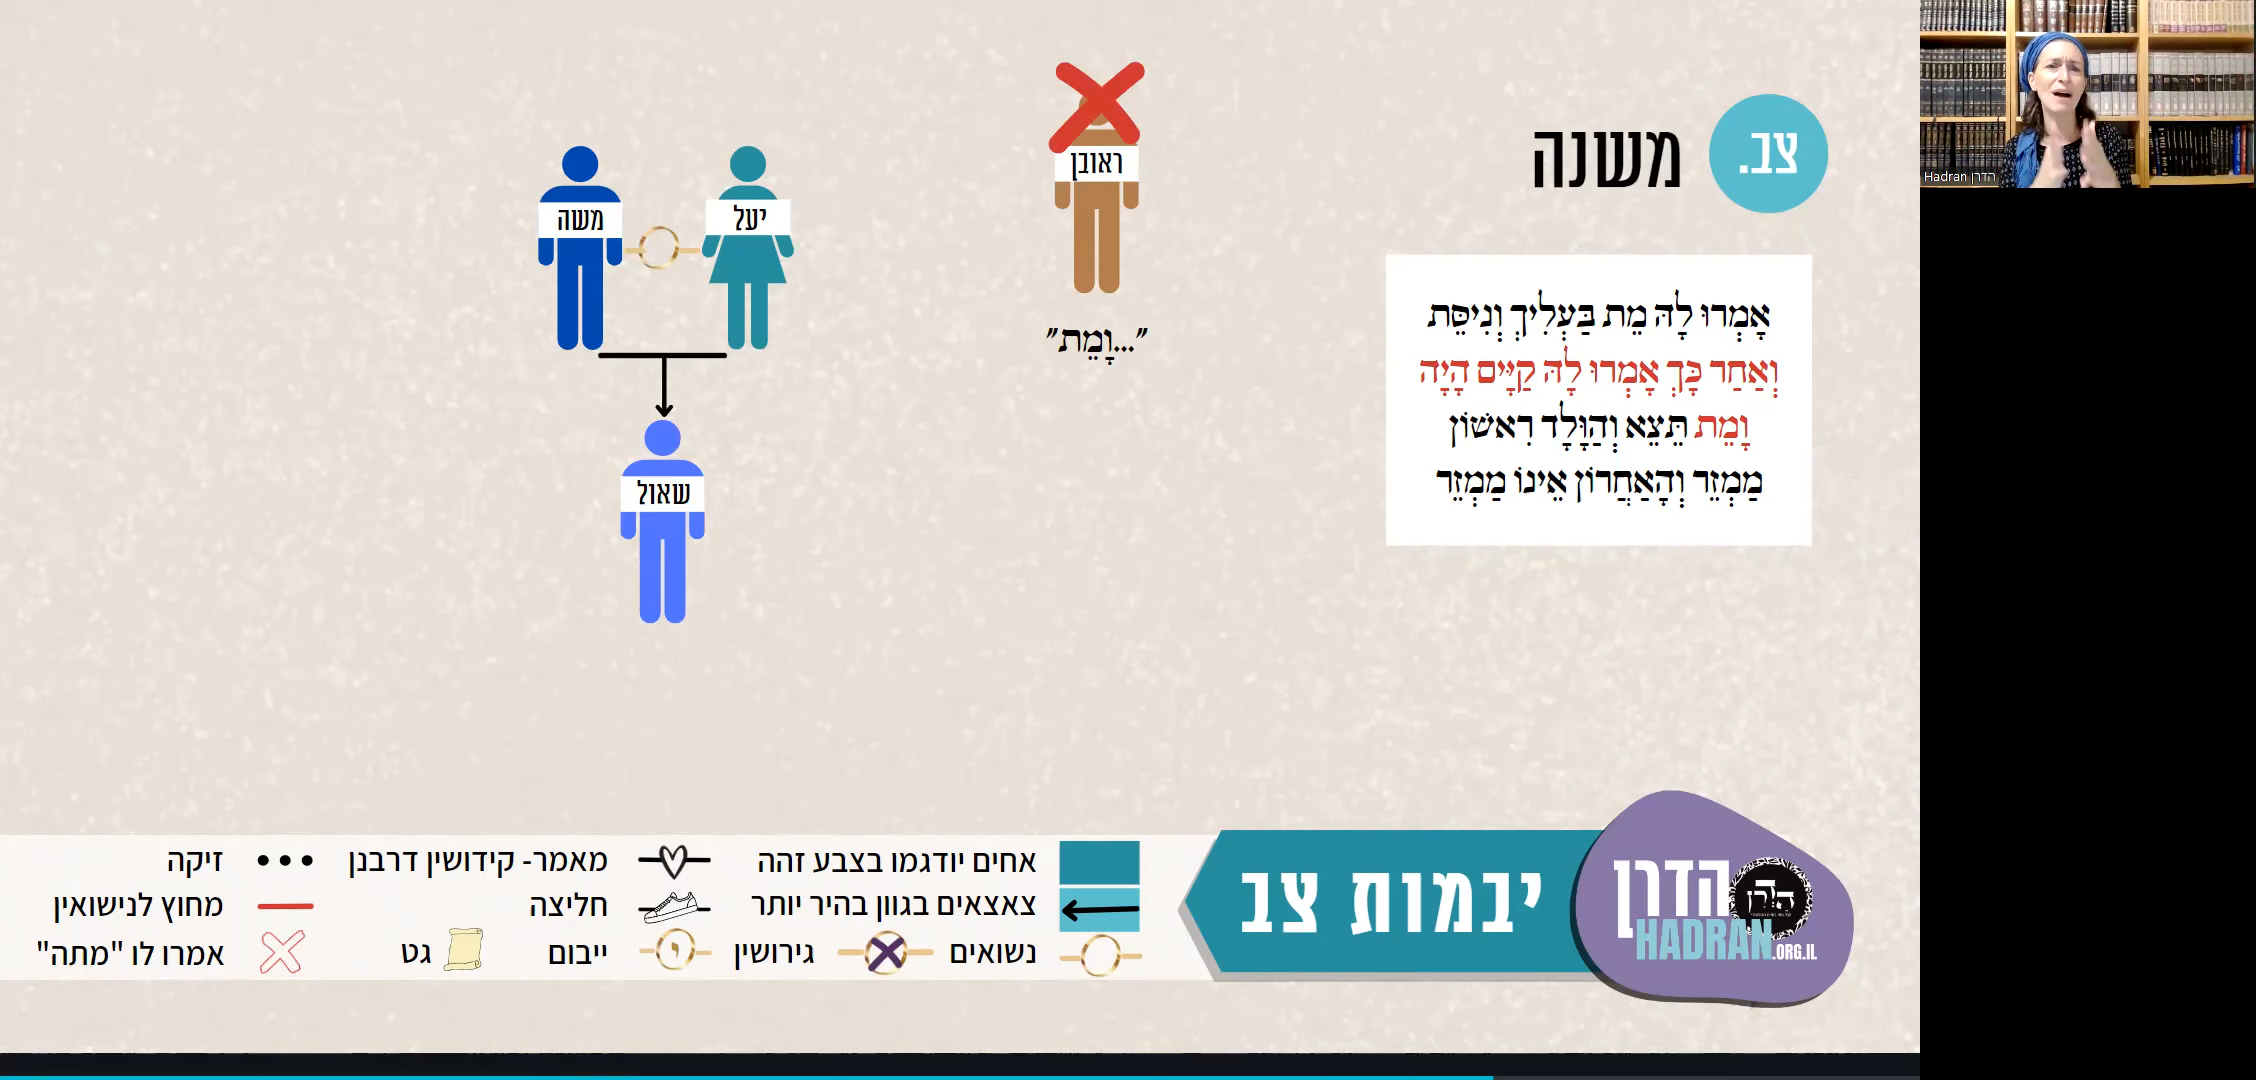 צב.
משנה
אָמְרוּ לָהּ מֵת בַּעְלִיךְ וְנִיסֵּת
וְאַחַר כָּךְ אָמְרוּ לָהּ קַיָּים הָיָה
וָמֵת תֵּצֵא וְהַוָּלָד רִאשׁוֹן
מַמְזֵר וְהָאַחֲרוֹן אֵינוֹ מַמְזֵר
ראובן
"...וָמֵת"
יעל
משה
שאול
Hadran הדרן
הדרן
HADRAN.ORG.IL
יבמות צב
אחים יודגמו בצבע זהה
צאצאים בגוון בהיר יותר
נשואים
גירושין
מאמר- קידושין דרבנן
חליצה
י
ייבום
גט
זיקה
מחוץ לנישואין
אמרו לו "מתה"